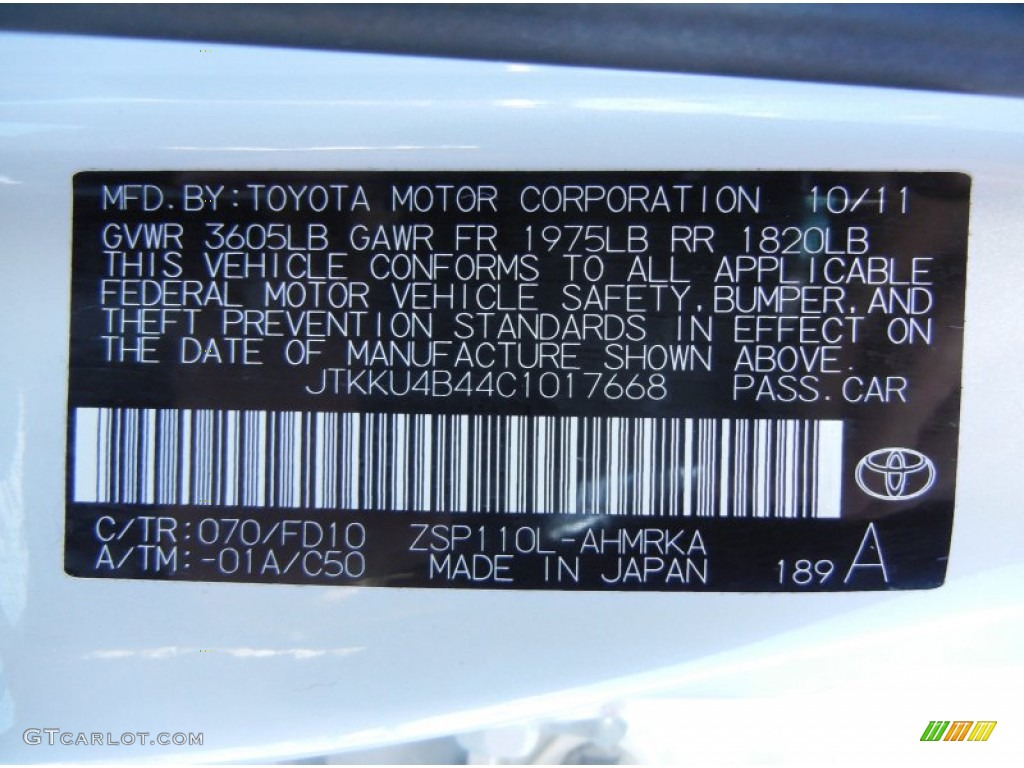 MFD. BY: TOYOTA MOTOR CORPORATION 10/11
GVWR 3605LB GAWR FR 1975LB RR 1820LB
THIS VEHICLE CONFORMS TO ALL APPLICABLE
FEDERAL MOTOR VEHICLE SAFETY, BUMPER, AND
THEFT PREVENTION STANDARDS IN EFFECT ON
THE DATE OF MANUFACTURE SHOWN ABOVE.
JTKKU4B44C1017668 PASS. CAR
C/TR: 070/FD10 ZSP110L-AHMRKA
A/TM: -01A/C50 MADE IN JAPAN 189 A
GTCARLOT.COM